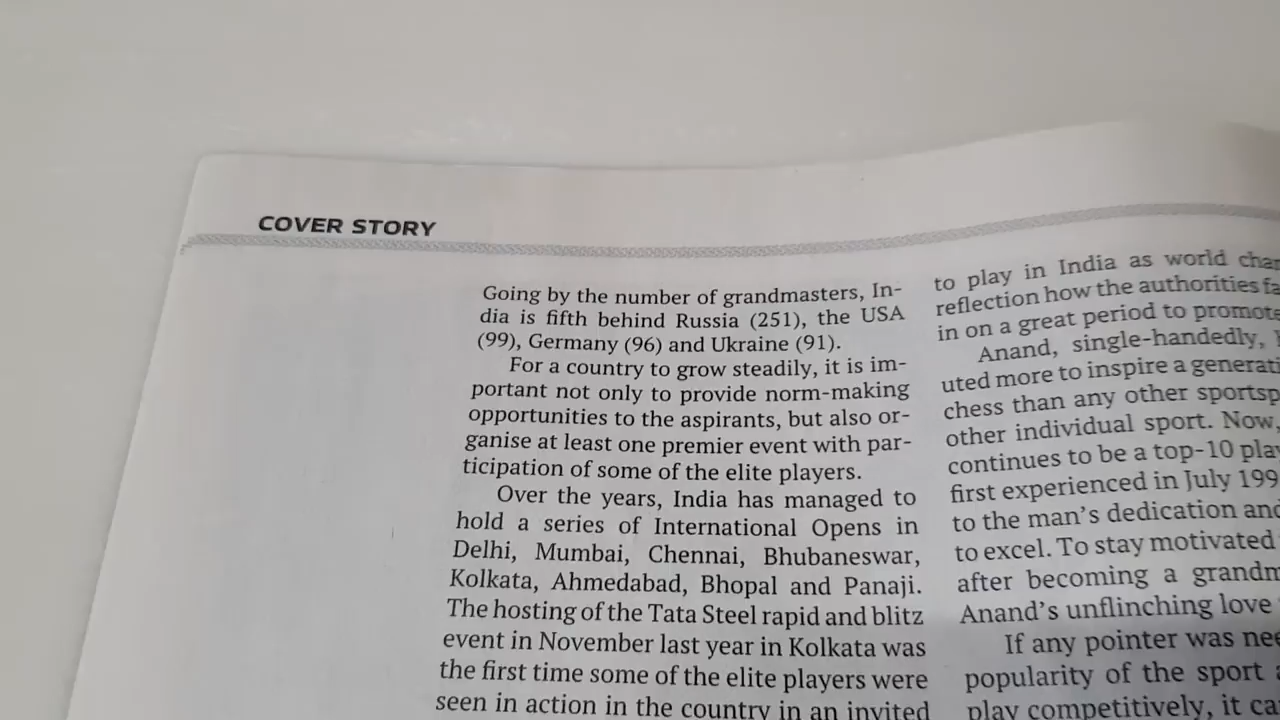 COVER STORY
Going by the number of grandmasters, In-
dia is fifth behind Russia (251), the USA
(99), Germany (96) and Ukraine (91).
For a country to grow steadily, it is im-
portant not only to provide norm-making
opportunities to the aspirants, but also or-
ganise at least one premier event with par-
ticipation of some of the elite players.
Over the years, India has managed to
hold a series of International Opens in
Delhi, Mumbai, Chennai, Bhubaneswar,
Kolkata, Ahmedabad, Bhopal and Panaji.
The hosting of the Tata Steel rapid and blitz
event in November last year in Kolkata was
the first time some of the elite players were
seen in action in the country in an invited
to play in India as world
reflection how the authorities
in on a great period to
Anand, single-handedly,
uted more to inspire a
chess than any other
other individual sport. Now,
continues to be a top-10
first experienced in July
to the man's dedication
to excel. To stay motivated
after becoming a
Anand's unflinching love
If any pointer was
popularity of the sport
play competitively, it